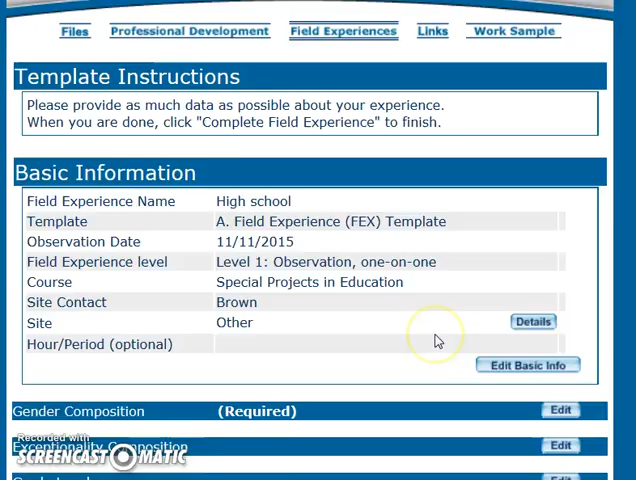 Files Professional Development Field Experiences Links Work Sample
Template Instructions
Please provide as much data as possible about your experience.
When you are done, click "Complete Field Experience" to finish.
Basic Information
Field Experience Name High school
Template A. Field Experience (FEX) Template
Observation Date 11/11/2015
Field Experience level Level 1: Observation, one-on-one
Course Special Projects in Education
Site Contact Brown
Site Other Details
Hour/Period (optional)
Edit Basic Info
Gender Composition (Required) Edit
Recorded with
Exceptionality Composition Edit
SCREENCAST MATIC
Edit